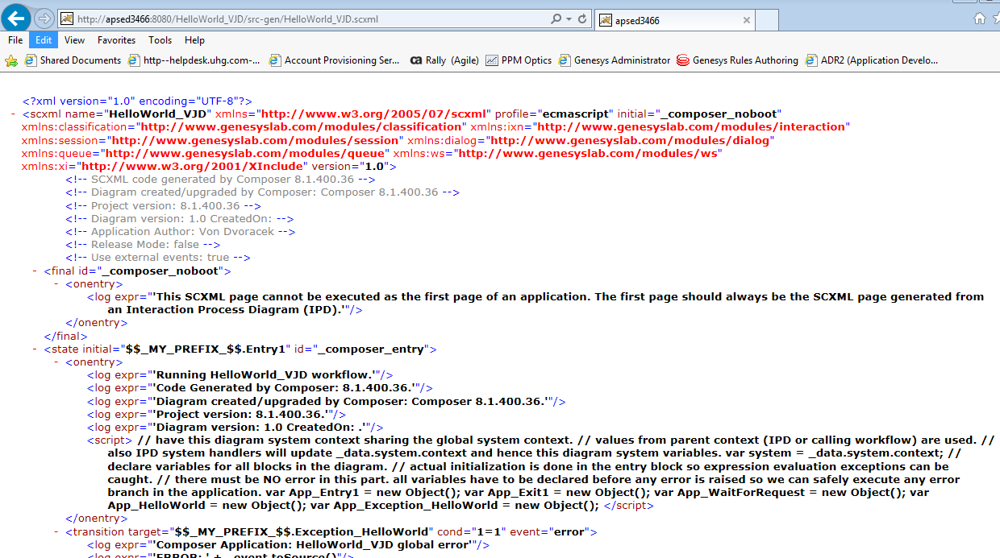 http://apsed3466:8080/HelloWorld_VJD/src-gen/HelloWorld_VJD.scxml
apsed3466
File Edit View Favorites Tools Help
Shared Documents http--helpdesk.uhg.com-... Account Provisioning Ser... ca Rally (Agile) PPM Optics Genesys Administrator Genesys Rules Authoring ADR2 (Application Develo...
<?xml version="1.0" encoding="UTF-8"?>
- <scxml name="HelloWorld_VJD" xmlns="http://www.w3.org/2005/07/scxml" profile="ecmascript" initial="_composer_noboot"
xmlns:classification="http://www.genesyslab.com/modules/classification" xmlns:ixn="http://www.genesyslab.com/modules/interaction"
xmlns:session="http://www.genesyslab.com/modules/session" xmlns:dialog="http://www.genesyslab.com/modules/dialog"
xmlns:queue="http://www.genesyslab.com/modules/queue" xmlns:ws="http://www.genesyslab.com/modules/ws"
xmlns:xi="http://www.w3.org/2001/XInclude" version="1.0">
<!-- SCXML code generated by Composer 8.1.400.36 -->
<!-- Diagram created/upgraded by Composer: Composer 8.1.400.36 -->
<!-- Project version: 8.1.400.36 -->
<!-- Diagram version: 1.0 CreatedOn: -->
<!-- Application Author: Von Dvoracek -->
<!-- Release Mode: false -->
<!-- Use external events: true -->
- <final id="_composer_noboot">
- <onentry>
<log expr="'This SCXML page cannot be executed as the first page of an application. The first page should always be the SCXML page generated from
an Interaction Process Diagram (IPD).'"/>
</onentry>
</final>
- <state initial="$$_MY_PREFIX_$$.Entry1" id="_composer_entry">
- <onentry>
<log expr="'Running HelloWorld_VJD workflow.'"/>
<log expr="'Code Generated by Composer: 8.1.400.36.'"/>
<log expr="'Diagram created/upgraded by Composer: Composer 8.1.400.36.'"/>
<log expr="'Project version: 8.1.400.36.'"/>
<log expr="'Diagram version: 1.0 CreatedOn: .'"/>
<script> // have this diagram system context sharing the global system context. // values from parent context (IPD or calling workflow) are used. //
also IPD system handlers will update _data.system.context and hence this diagram system variables. var system = _data.system.context; //
declare variables for all blocks in the diagram. // actual initialization is done in the entry block so expression evaluation exceptions can be
caught. // there must be NO error in this part. all variables have to be declared before any error is raised so we can safely execute any error
branch in the application. var App_Entry1 = new Object(); var App_Exit1 = new Object(); var App_WaitForRequest = new Object(); var
App_HelloWorld = new Object(); var App_Exception_HelloWorld = new Object(); </script>
</onentry>
- <transition target="$$_MY_PREFIX_$$.Exception_HelloWorld" cond="1=1" event="error">
<log expr="'Composer Application: HelloWorld_VJD global error'"/>
<log expr="'ERROR: ' + _event.toSource()"/>